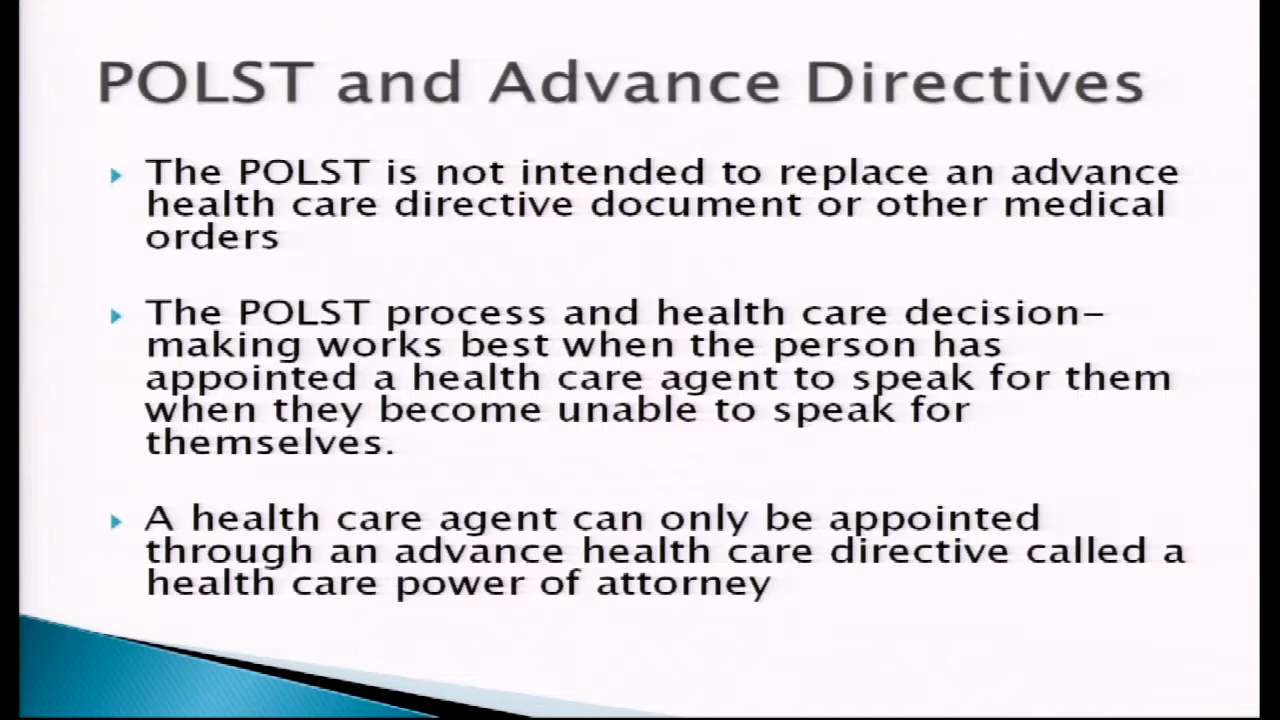 POLST and Advance Directives
The POLST is not intended to replace an advance
health care directive document or other medical
orders
The POLST process and health care decision-
making works best when the person has
appointed a health care agent to speak for them
when they become unable to speak for
themselves.
A health care agent can only be appointed
through an advance health care directive called a
health care power of attorney